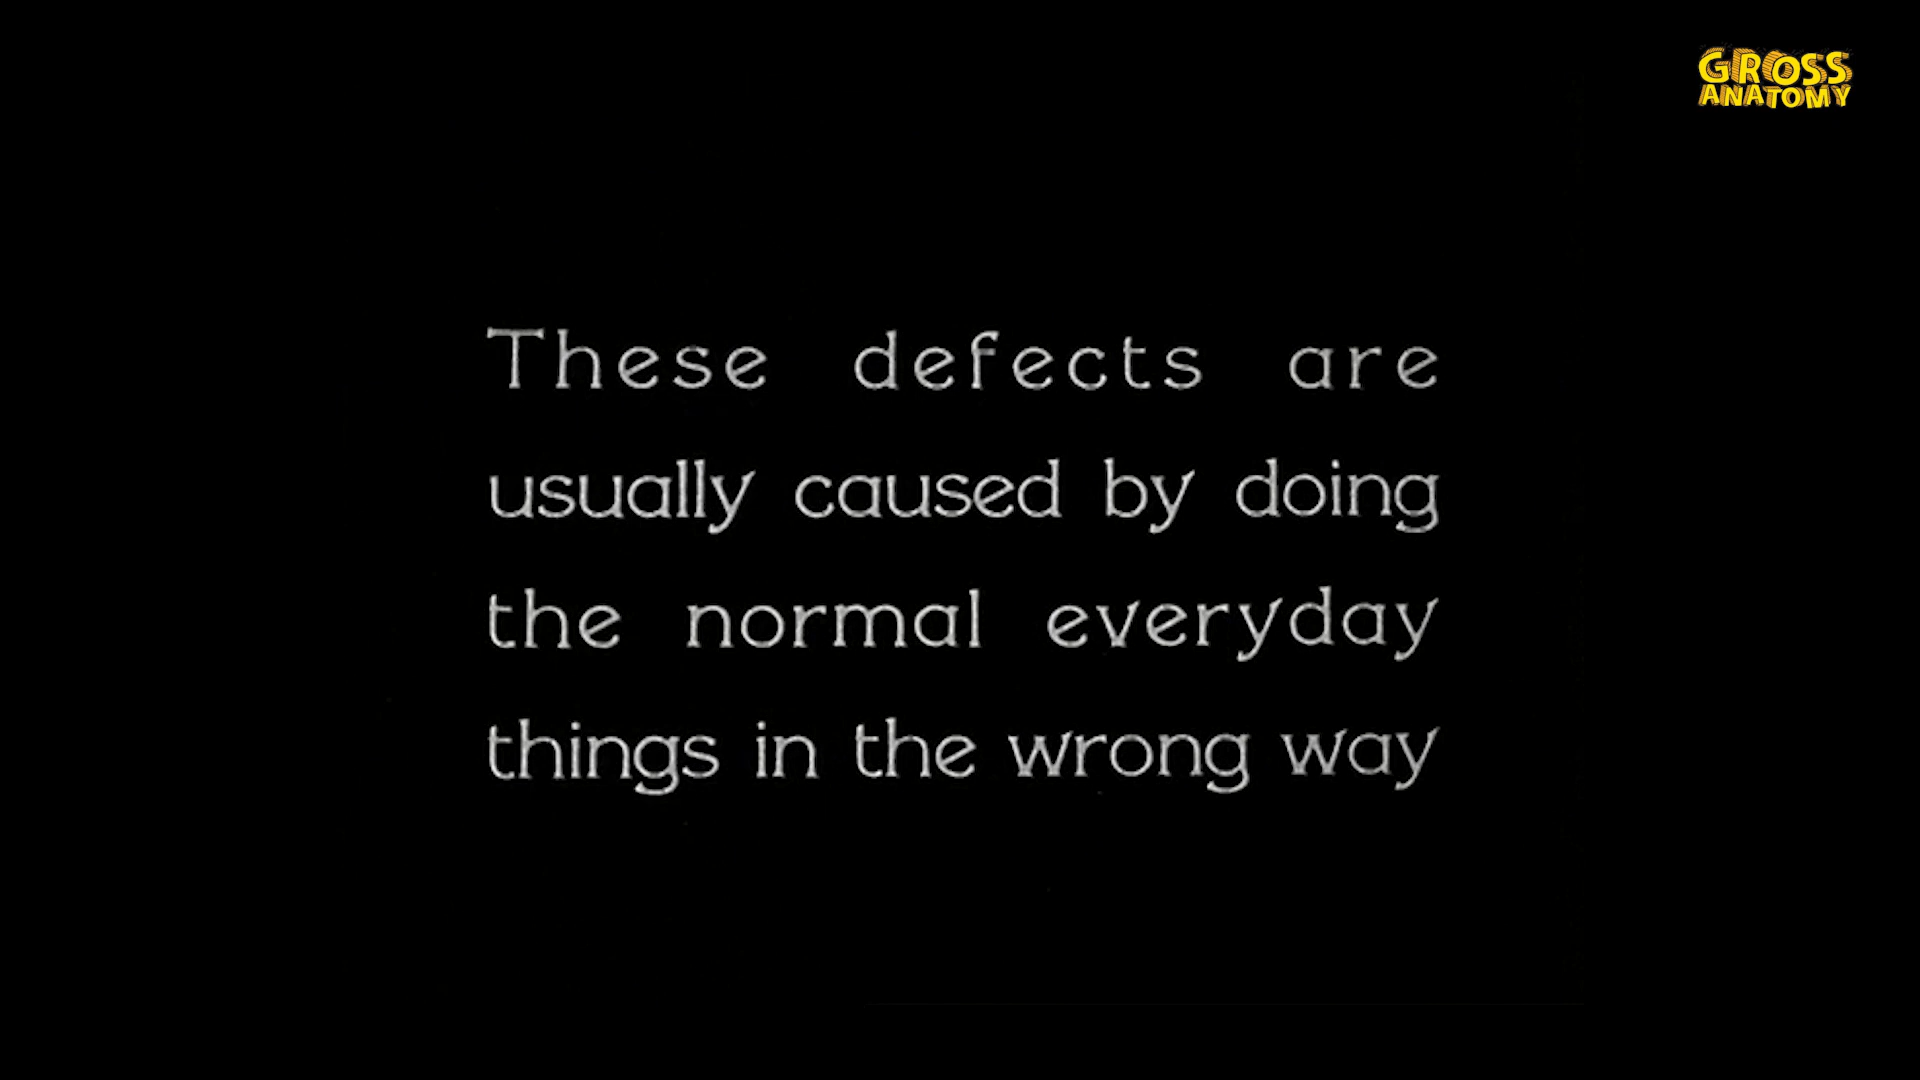 GROSS
ANATOMY
These defects are
usually caused by doing
the normal everyday
things in the wrong way